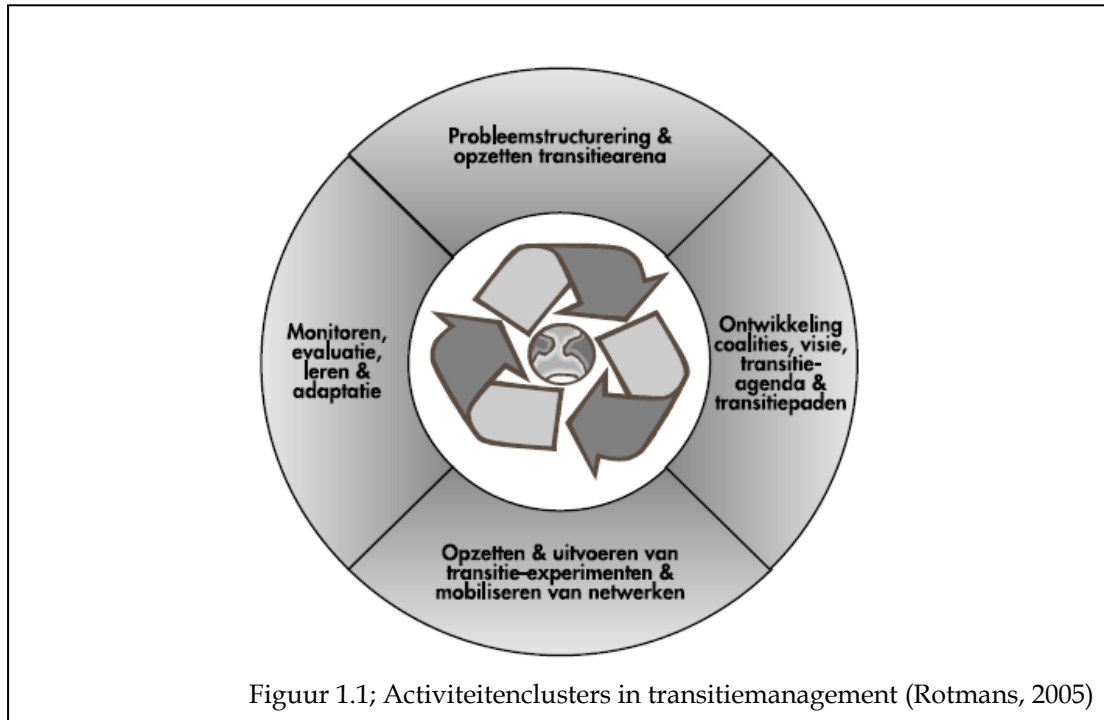 Probleemstructurering &
opzetten transitiearena
Ontwikkeling
coalities, visie,
transitie-
agenda &
transitiepaden
Opzetten & uitvoeren van
transitie-experimenten &
mobiliseren van netwerken
Monitoren,
evaluatie,
leren &
adaptatie
Figuur 1.1; Activiteitenclusters in transitiemanagement (Rotmans, 2005)